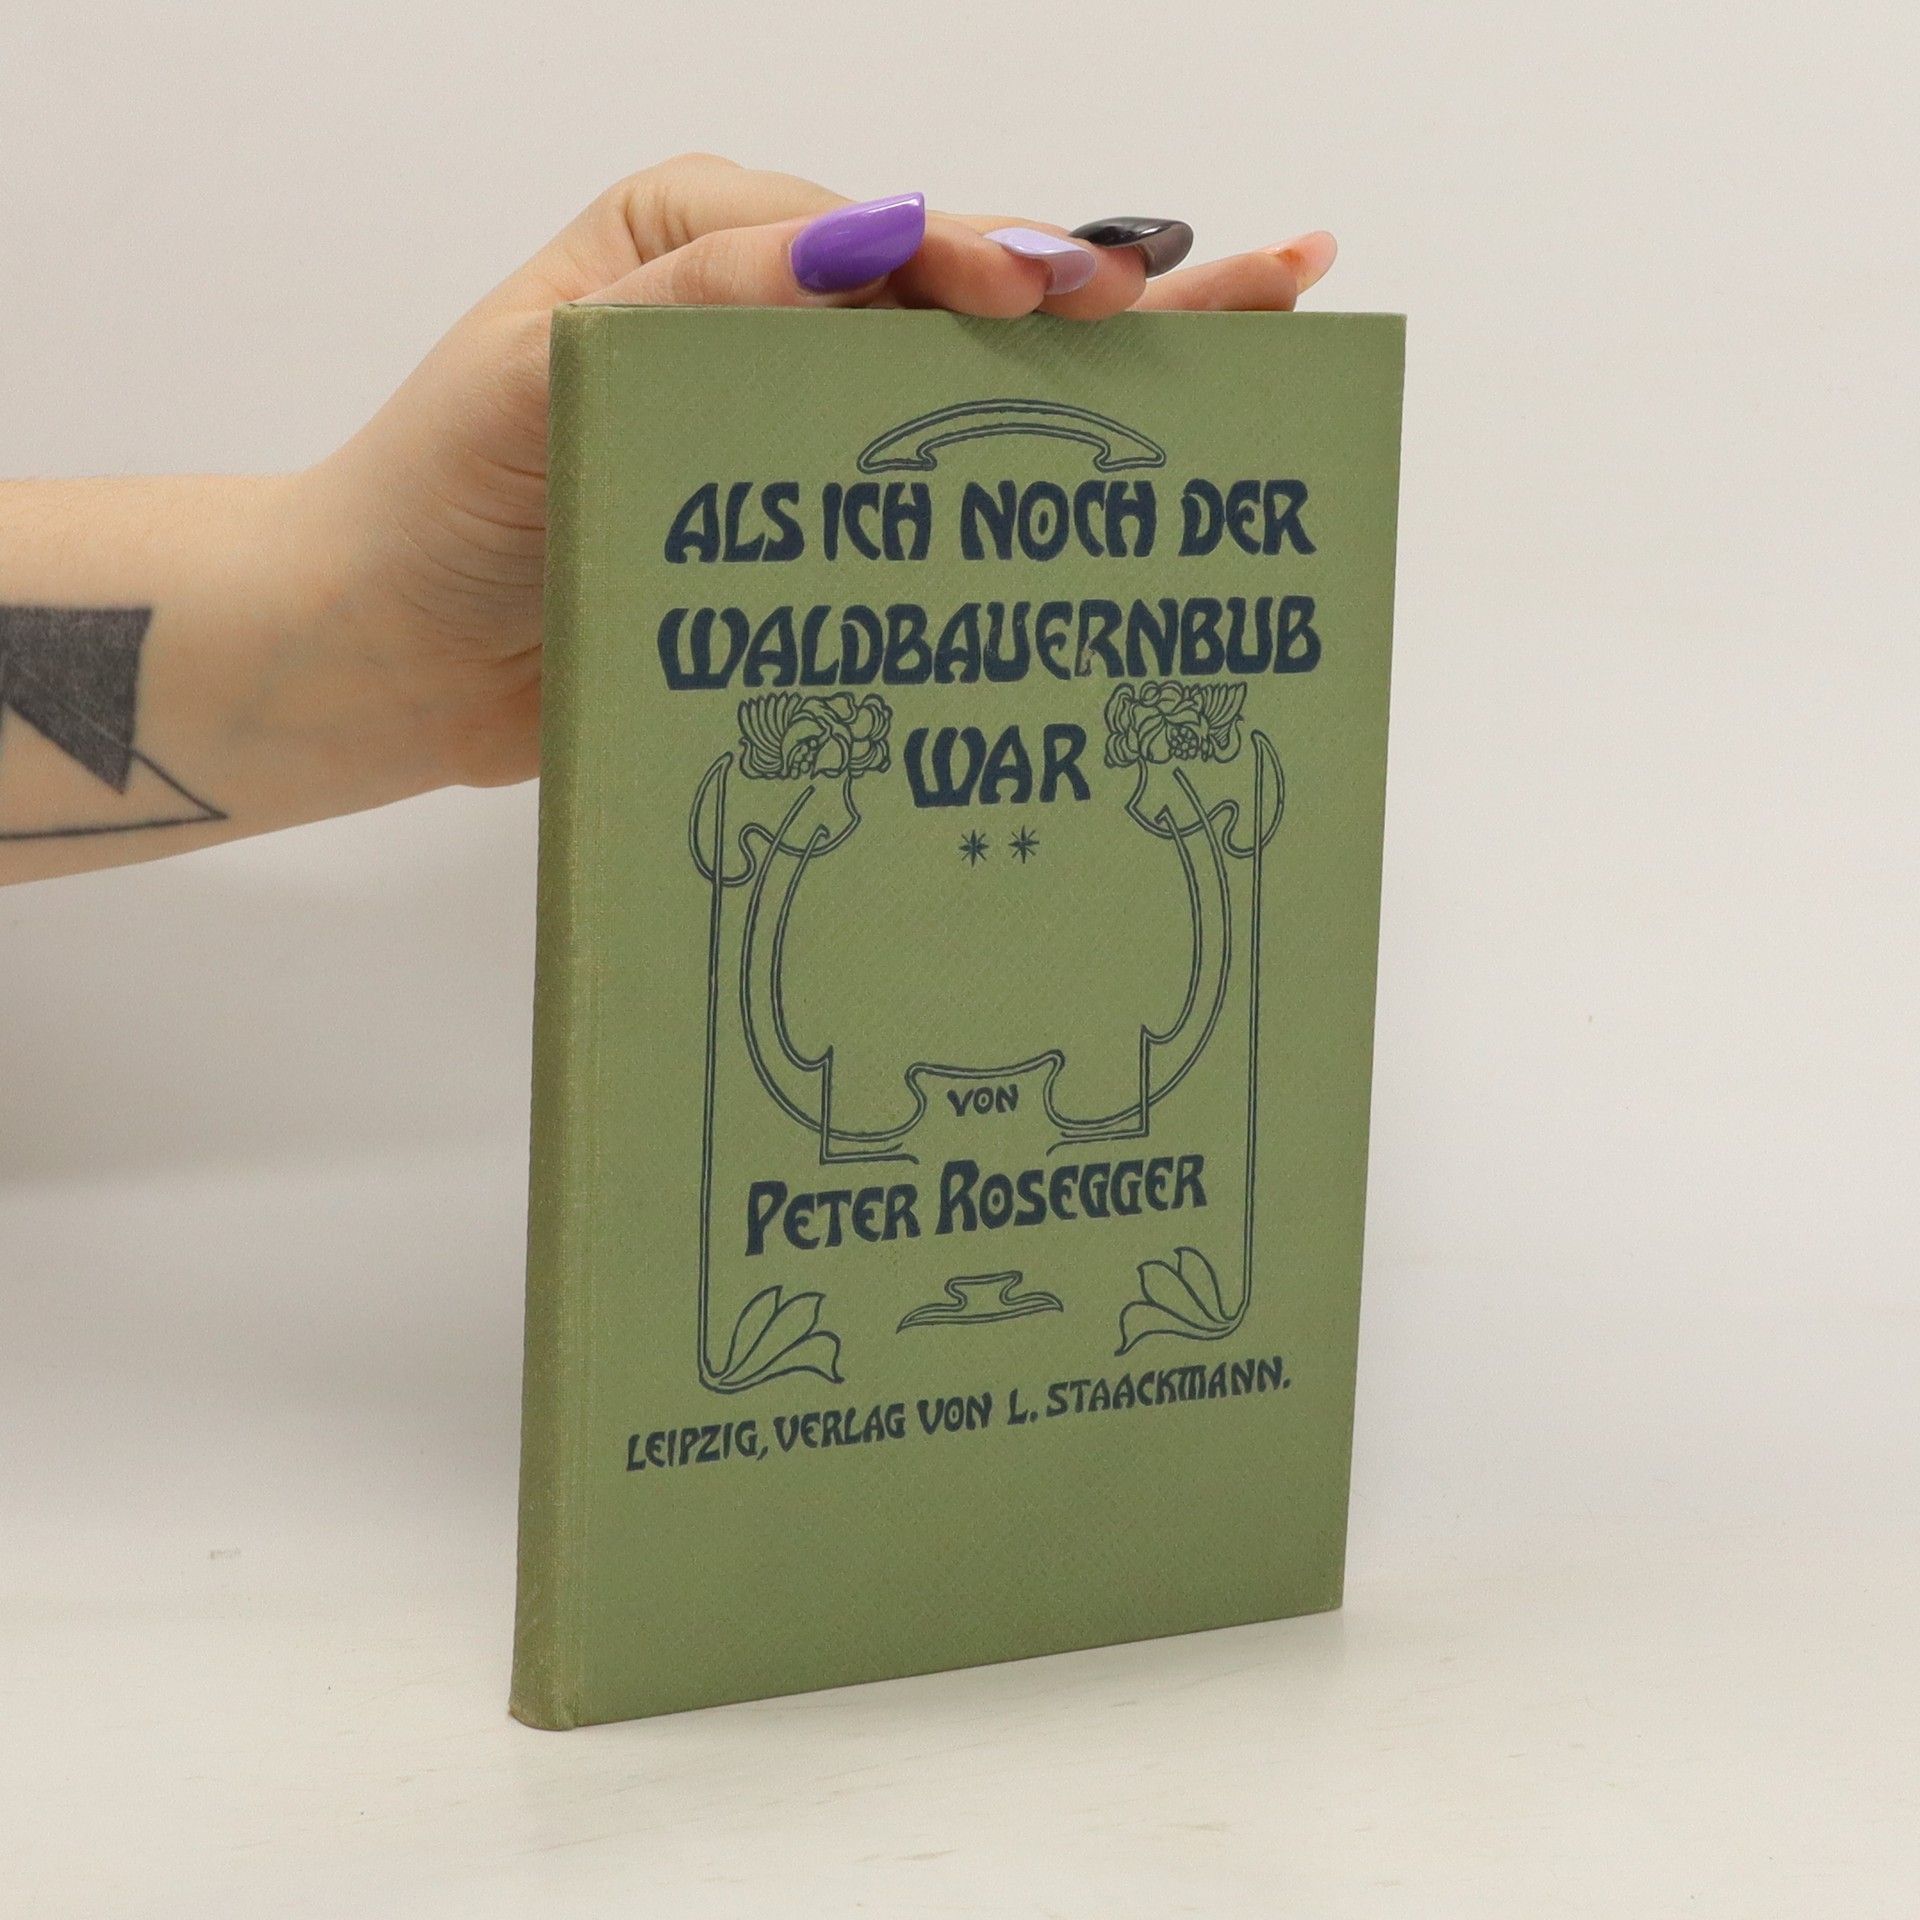 ALS ICH NOCH DER
WALDBAUERNBUB
WAR
* *
VON
PETER ROSEGGER
LEIPZIG, VERLAG VON L. STAACKMANN.